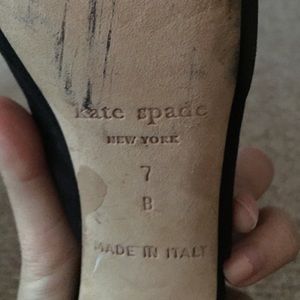 kate spade
NEW YORK
7
B
MADE IN ITALY